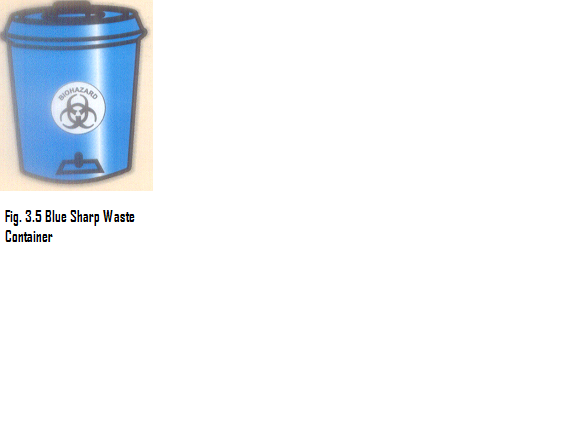 BIOHAZARD
Fig. 3.5 Blue Sharp Waste
Container